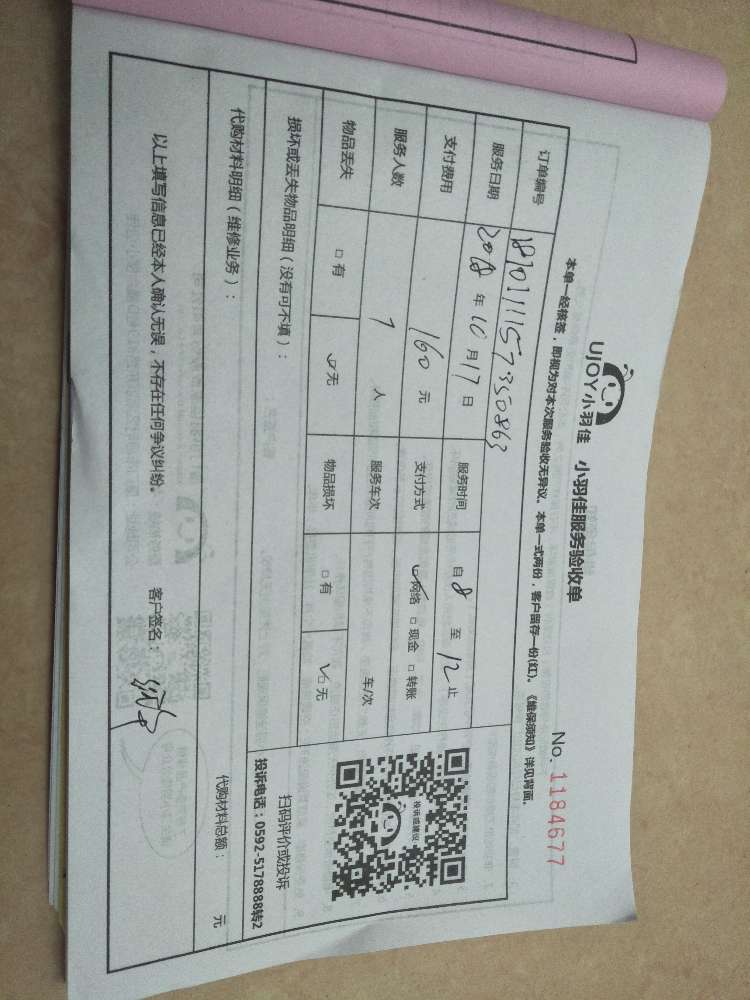 UJOY小羽佳 小羽佳服务验收单
No. 1184677
本单一经核签，即视为对本次服务验收无异议。本单一式两份，客户留存一份(红)。《维保须知》详见背面。
订单编号 1810111157350863
服务日期 2018 年 10 月 17 日 服务时间 自 8 至 12 止
支付费用 160 元 支付方式 网络 □ 现金 □ 转账
服务人数 1 人 服务车次 车/次
物品丢失 □ 有 无 物品损坏 □ 有 无
投诉或建议
扫码评价或投诉
投诉电话：0592-5178888转2
损坏或丢失物品明细（没有可不填）：
代购材料明细（维修业务）：
代购材料总额： 元
以上填写信息已经本人确认无误，不存在任何争议纠纷。 客户签名：